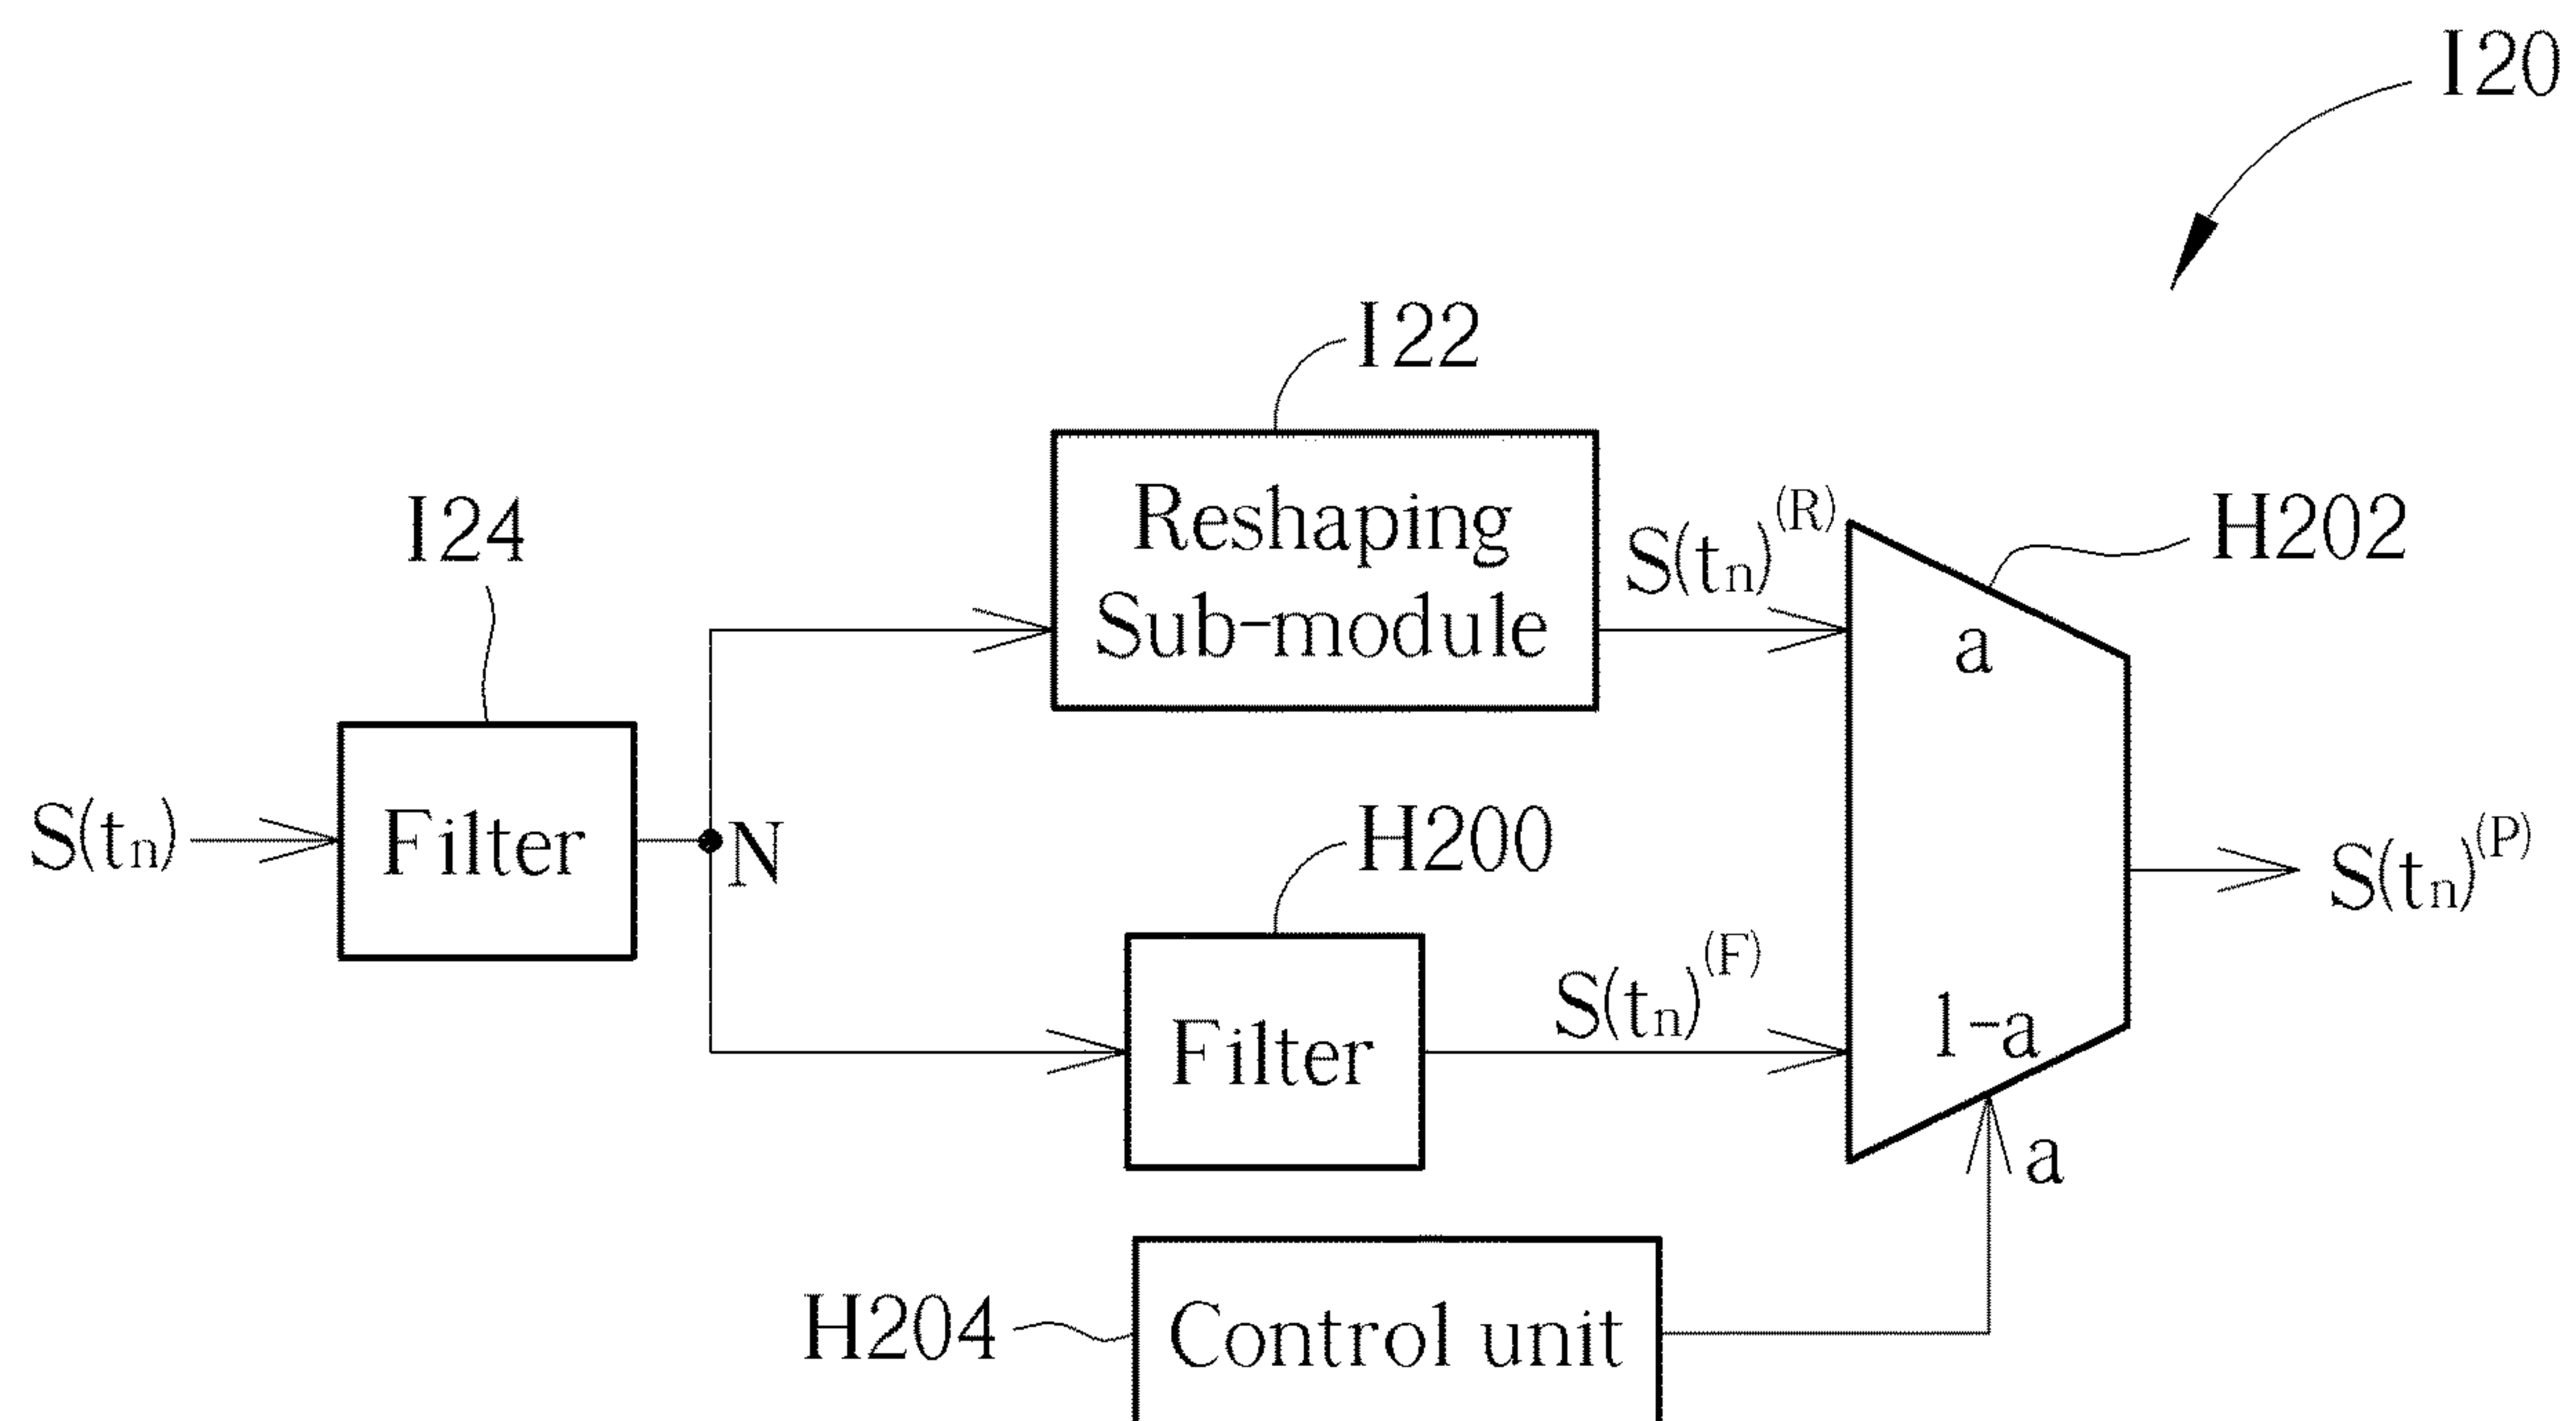 I20
I22
Reshaping
Sub-module
S(tn)(R)
H202
a
I24
S(tn)
Filter
N
H200
Filter
S(tn)(F)
1-a
S(tn)(P)
a
H204
Control unit